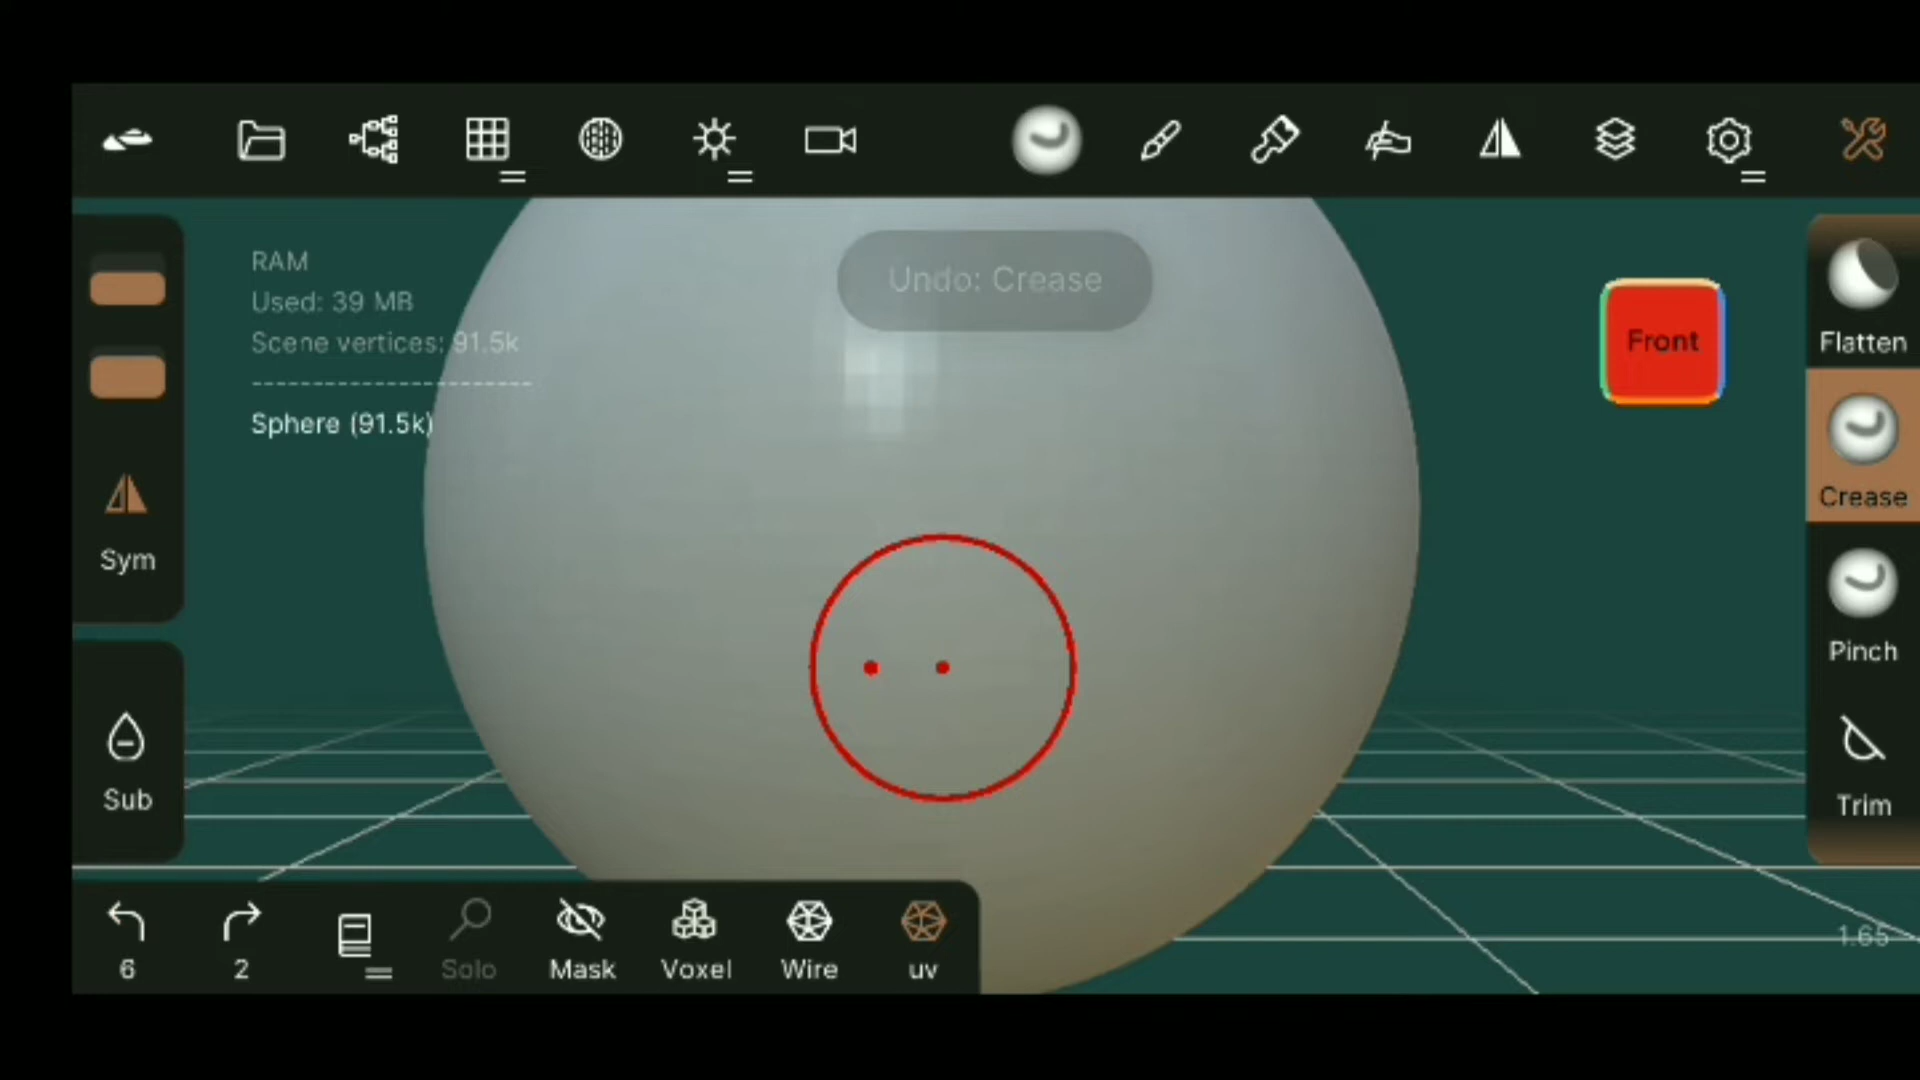 RAM
Used: 39 MB
Scene vertices: 91.5k
Sphere (91.5k)
Undo: Crease
Front
Flatten
Crease
Pinch
Trim
Sym
Sub
1.65
6
2
Solo
Mask
Voxel
Wire
uv